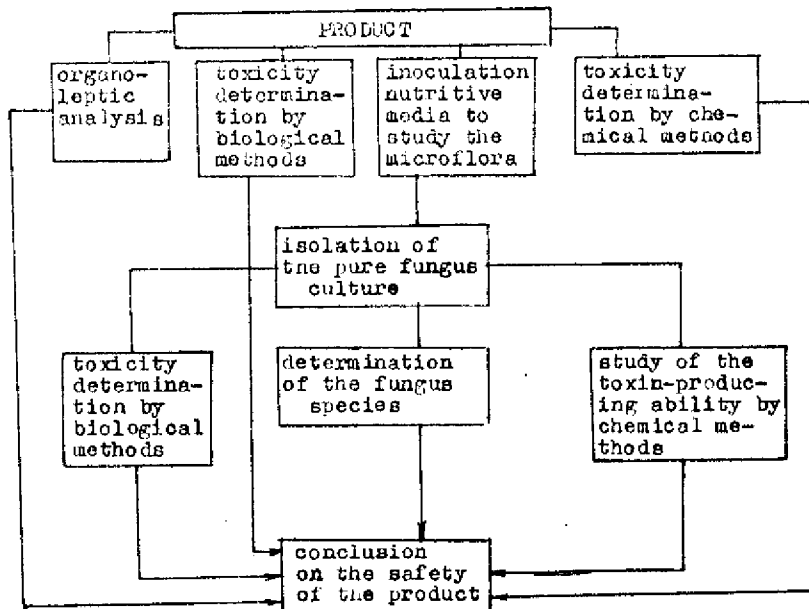 PRODUCT
organo-
leptic
analysis
toxicity
determina-
tion by
biological
methods
inoculation
nutritive
media to
study the
microflora
toxicity
determina-
tion by che-
mical methods
isolation of
the pure fungus
culture
toxicity
determina-
tion by
biological
methods
determination
of the fungus
species
study of the
toxin-produc-
ing ability by
chemical me-
thods
conclusion
on the safety
of the product